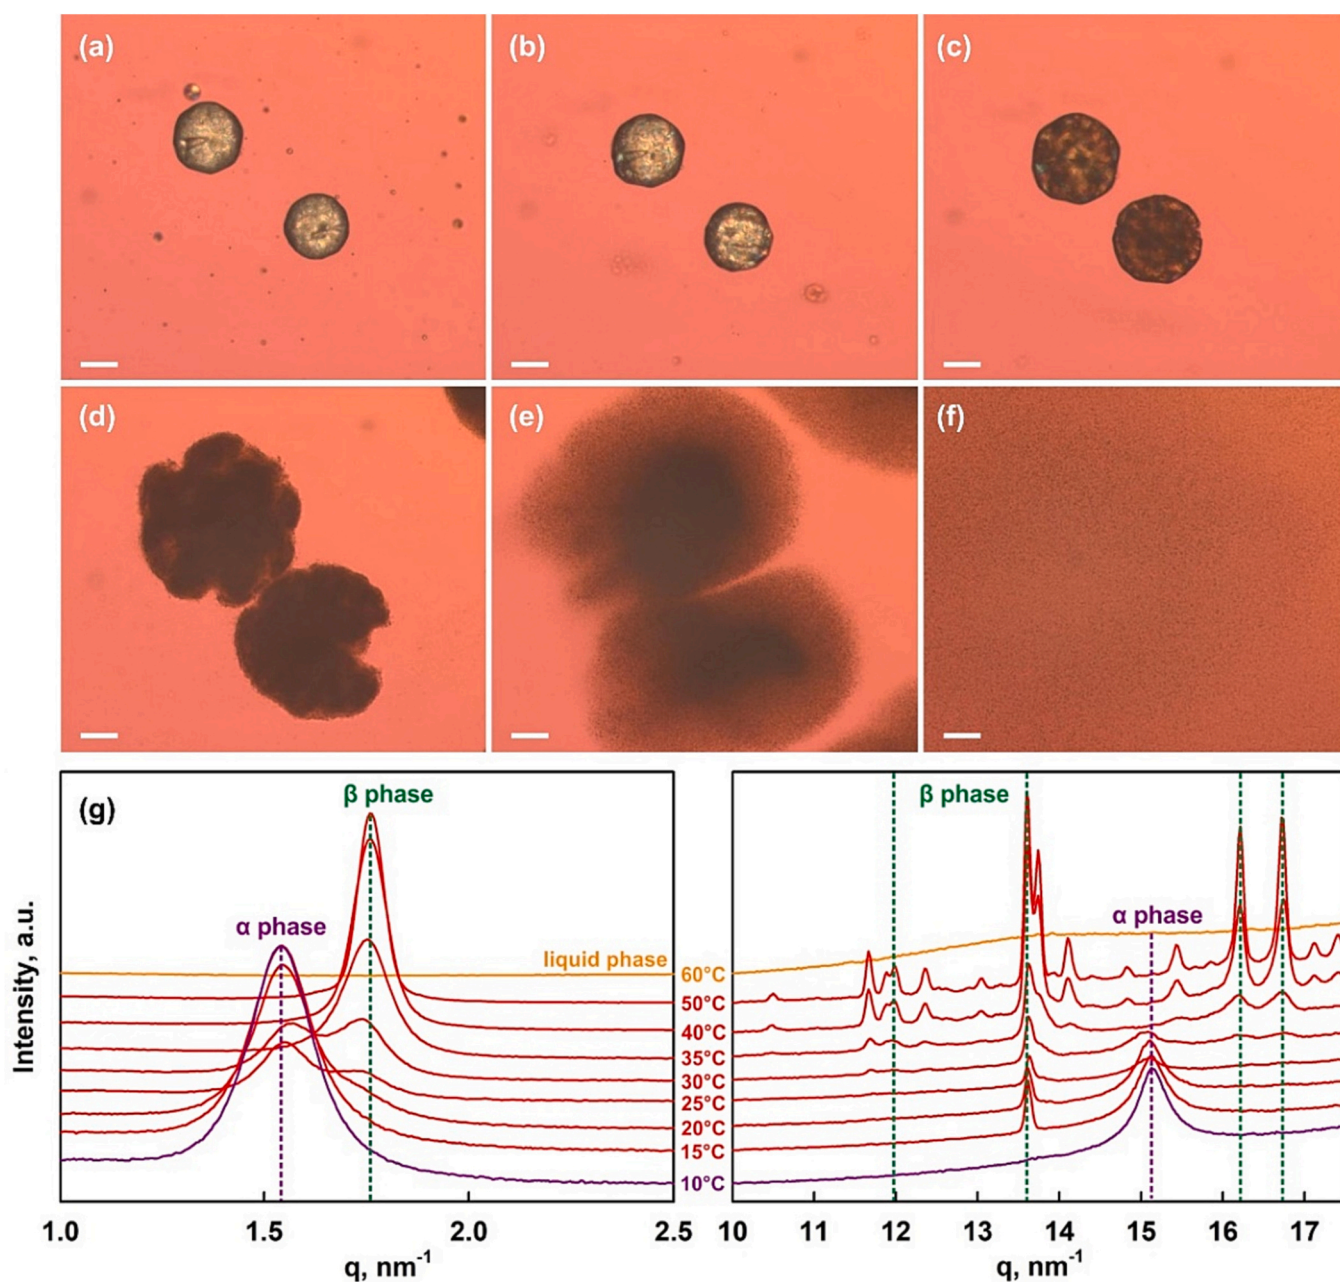 (a)
(b)
(c)
(d)
(e)
(f)
(g)
β phase
α phase
liquid phase
β phase
α phase
60°C
50°C
40°C
35°C
30°C
25°C
20°C
15°C
10°C
Intensity, a.u.
1.0 1.5 2.0 2.5
10 11 12 13 14 15 16 17
q, nm⁻¹
q, nm⁻¹